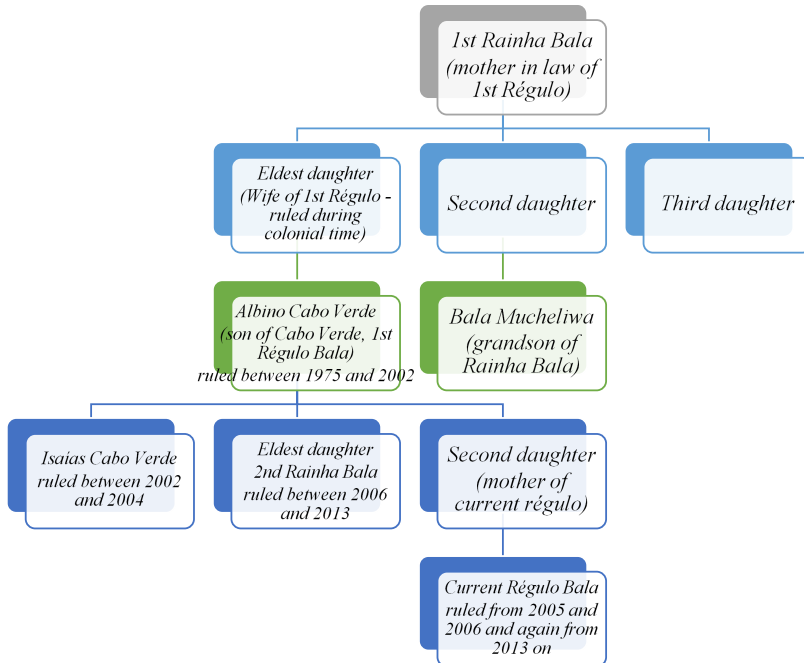 1st Rainha Bala
(mother in law of
1st Régulo)
Eldest daughter
(Wife of 1st Régulo -
ruled during
colonial time)
Second daughter
Third daughter
Albino Cabo Verde
(son of Cabo Verde, 1st
Régulo Bala)
ruled between 1975 and 2002
Bala Mucheliwa
(grandson of
Rainha Bala)
Isaías Cabo Verde
ruled between 2002
and 2004
Eldest daughter
2nd Rainha Bala
ruled between 2006
and 2013
Second daughter
(mother of
current régulo)
Current Régulo Bala
ruled from 2005 and
2006 and again from
2013 on